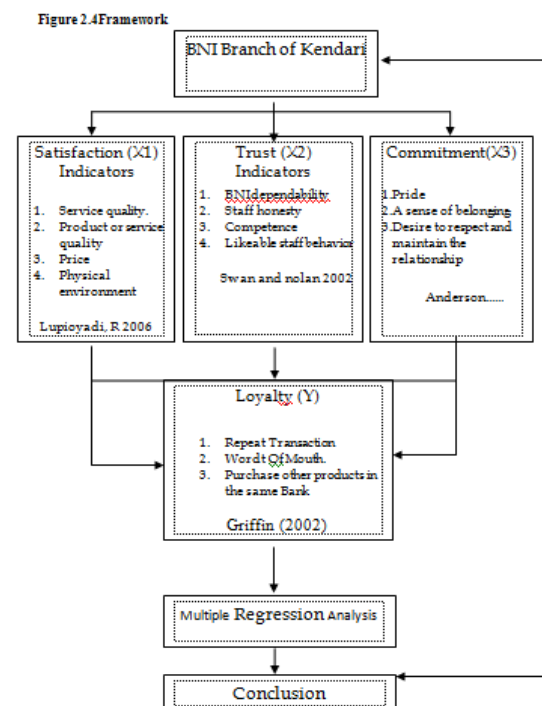 Figure 2.4Framework
BNI Branch of Kendari
Satisfaction (X1)
Indicators
1. Service quality.
2. Product or service
quality
3. Price
4. Physical
environment
Lupioyadi, R 2006
Trust (X2)
Indicators
1. BNIdependability
2. Staff honesty
3. Competence
4. Likeable staff behavior
Swan and nolan 2002
Commitment(X3)
1.Pride
2.A sense of belonging
3.Desire to respect and
maintain the
relationship
Anderson......
Loyalty (Y)
1. Repeat Transaction
2. Wordt Of Mouth.
3. Purchase other products in
the same Bank
Griffin (2002)
Multiple Regression Analysis
Conclusion